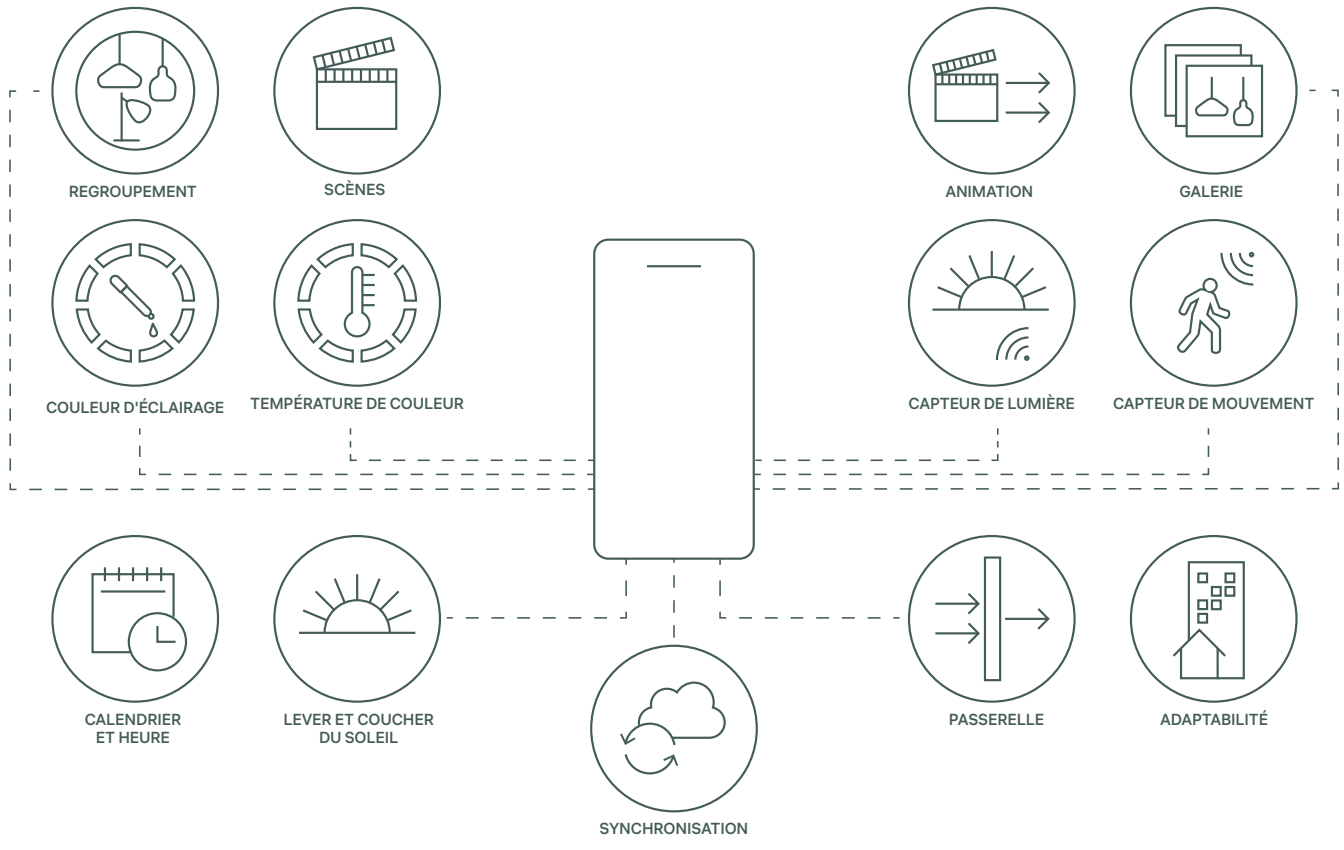 REGROUPEMENT
SCÈNES
ANIMATION
GALERIE
COULEUR D'ÉCLAIRAGE
TEMPÉRATURE DE COULEUR
CAPTEUR DE LUMIÈRE
CAPTEUR DE MOUVEMENT
CALENDRIER
ET HEURE
LEVER ET COUCHER
DU SOLEIL
PASSERELLE
ADAPTABILITÉ
SYNCHRONISATION